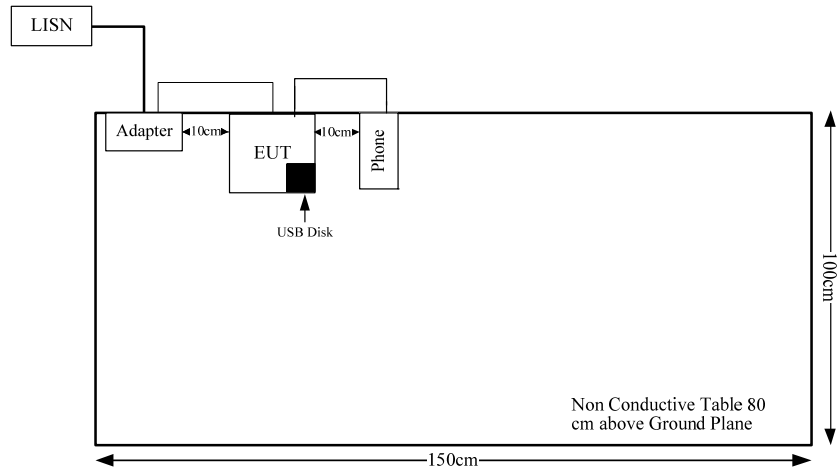 LISN
Adapter
10cm
EUT
10cm
Phone
USB Disk
100cm
Non Conductive Table 80
cm above Ground Plane
150cm